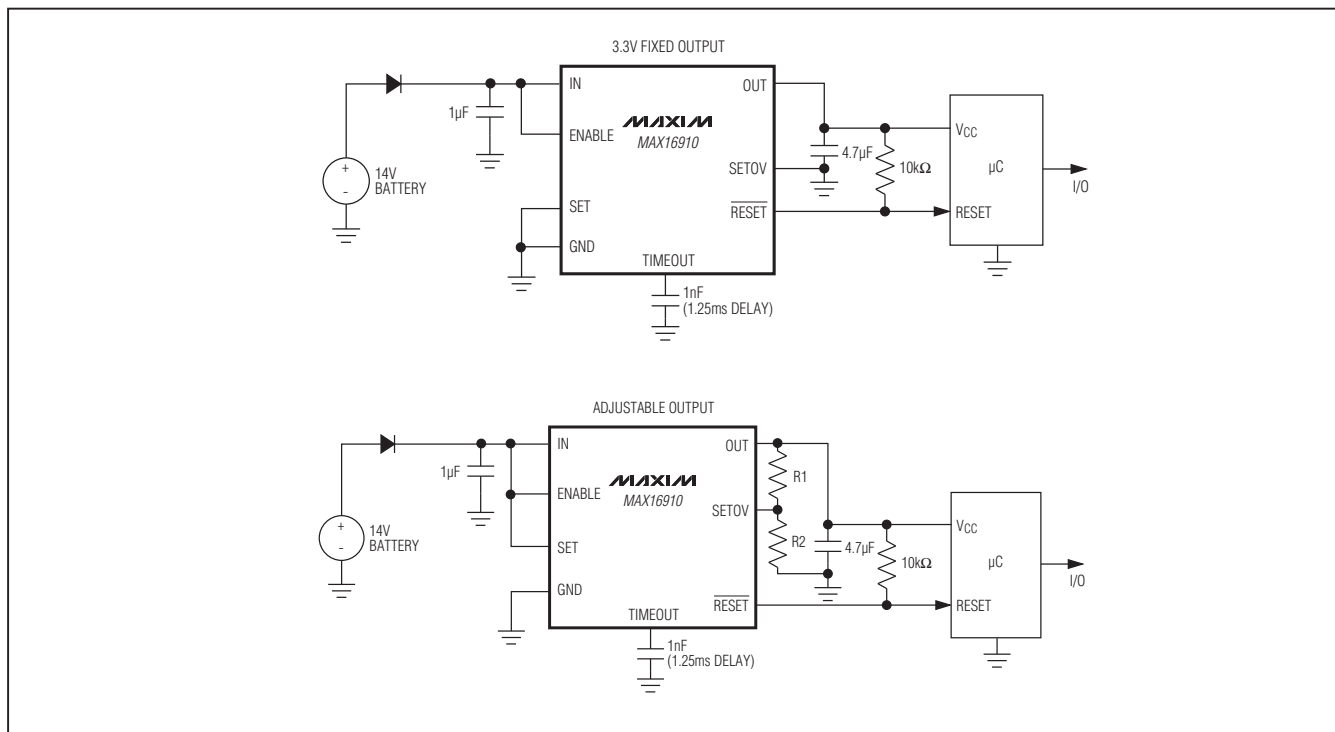 3.3V FIXED OUTPUT
IN
OUT
1µF
MAXIM
MAX16910
ENABLE
VCC
4.7µF
10kΩ
µC
14V
BATTERY
+
-
SETOV
I/O
SET
RESET
RESET
GND
TIMEOUT
1nF
(1.25ms DELAY)
ADJUSTABLE OUTPUT
IN
OUT
1µF
R1
MAXIM
MAX16910
ENABLE
SETOV
VCC
14V
BATTERY
+
-
R2
4.7µF
10kΩ
µC
SET
I/O
GND
RESET
RESET
TIMEOUT
1nF
(1.25ms DELAY)